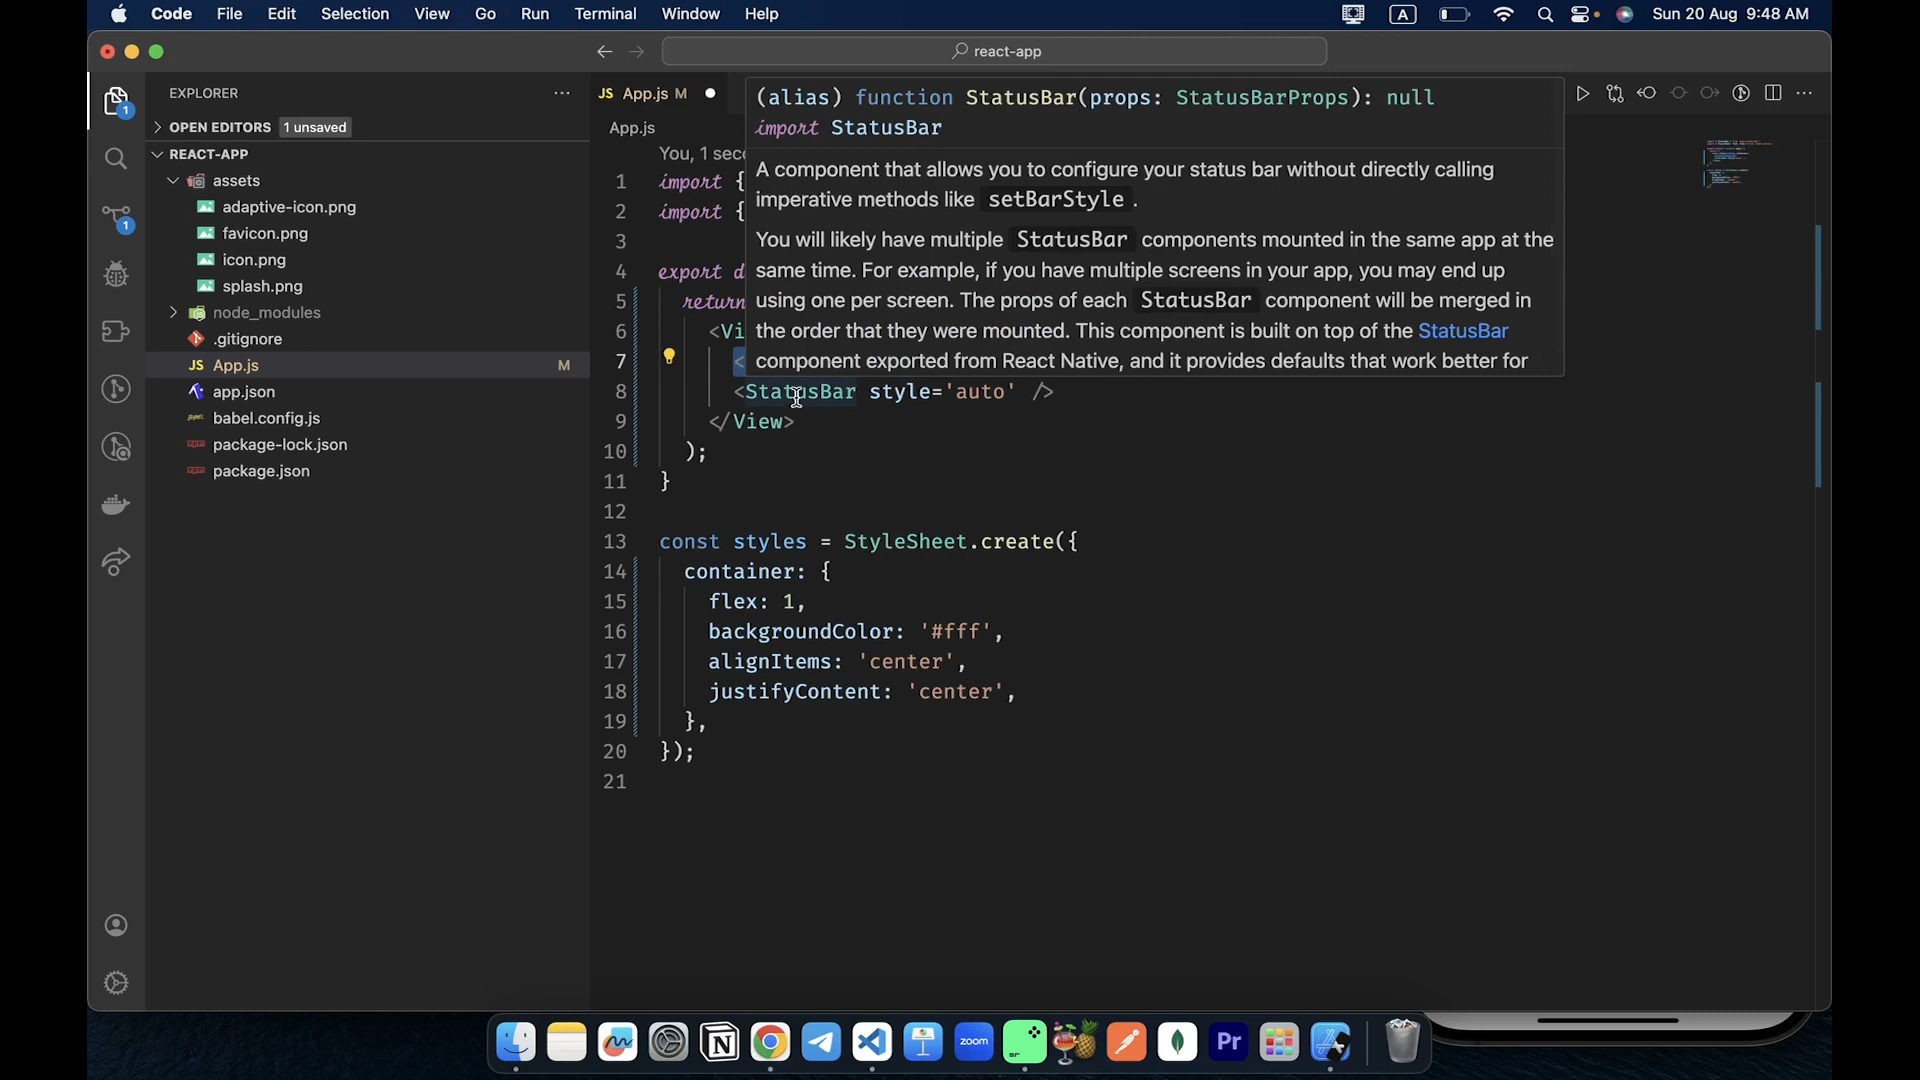 Code File Edit Selection View Go Run Terminal Window Help A Sun 20 Aug 9:48 AM
react-app
EXPLORER
JS App.js M
OPEN EDITORS 1 unsaved
REACT-APP
assets
adaptive-icon.png
favicon.png
icon.png
splash.png
node_modules
.gitignore
JS App.js M
app.json
babel.config.js
package-lock.json
package.json
1
1
App.js
You, 1 sec
(alias) function StatusBar(props: StatusBarProps): null
import StatusBar
A component that allows you to configure your status bar without directly calling
imperative methods like setBarStyle .
You will likely have multiple StatusBar components mounted in the same app at the
same time. For example, if you have multiple screens in your app, you may end up
using one per screen. The props of each StatusBar component will be merged in
the order that they were mounted. This component is built on top of the StatusBar
component exported from React Native, and it provides defaults that work better for
1 import {
2 import {
3
4 export d
5 return
6 <Vi
7 <
8 <StatusBar style='auto' />
9 </View>
10 );
11 }
12
13 const styles = StyleSheet.create({
14 container: {
15 flex: 1,
16 backgroundColor: '#fff',
17 alignItems: 'center',
18 justifyContent: 'center',
19 },
20 });
21
zoom
sr
Pr